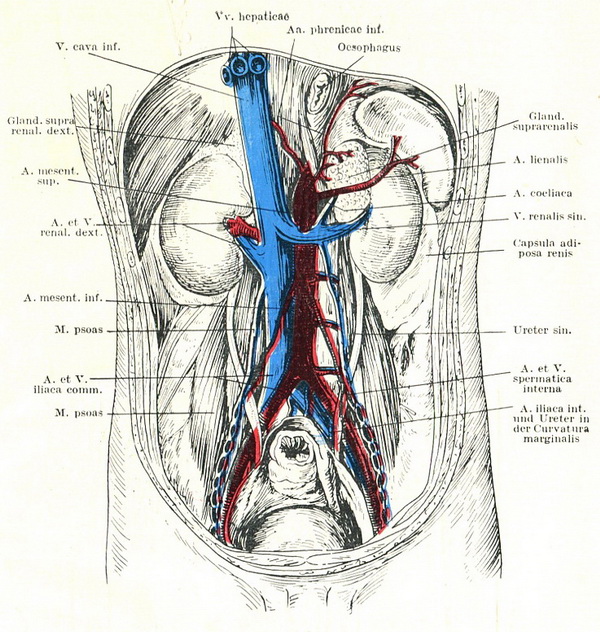 Vv. hepaticae
Aa. phrenicae inf.
V. cava inf.
Oesophagus
Gland. supra
renal. dext.
A. mesent.
sup.
A. et V.
renal. dext.
A. mesent. inf.
M. psoas
A. et V.
iliaca comm.
M. psoas
Gland.
suprarenalis
A. lienalis
A. coeliaca
V. renalis sin.
Capsula adi-
posa renis
Ureter sin.
A. et V.
spermatica
interna
A. iliaca int.
und Ureter in
der Curvatura
marginalis